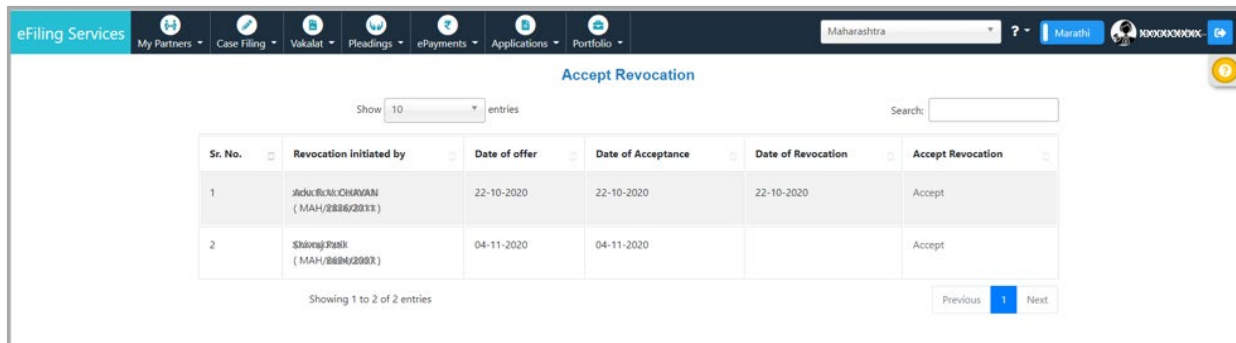 eFiling Services
My Partners Case Filing Vakalat Pleadings ePayments Applications Portfolio
Maharashtra ? Marathi
Accept Revocation
Show 10 entries
Search:
Sr. No. Revocation initiated by Date of offer Date of Acceptance Date of Revocation Accept Revocation
1 22-10-2020 22-10-2020 22-10-2020 Accept
( MAH/
2 04-11-2020 04-11-2020 Accept
( MAH/
Showing 1 to 2 of 2 entries
Previous 1 Next